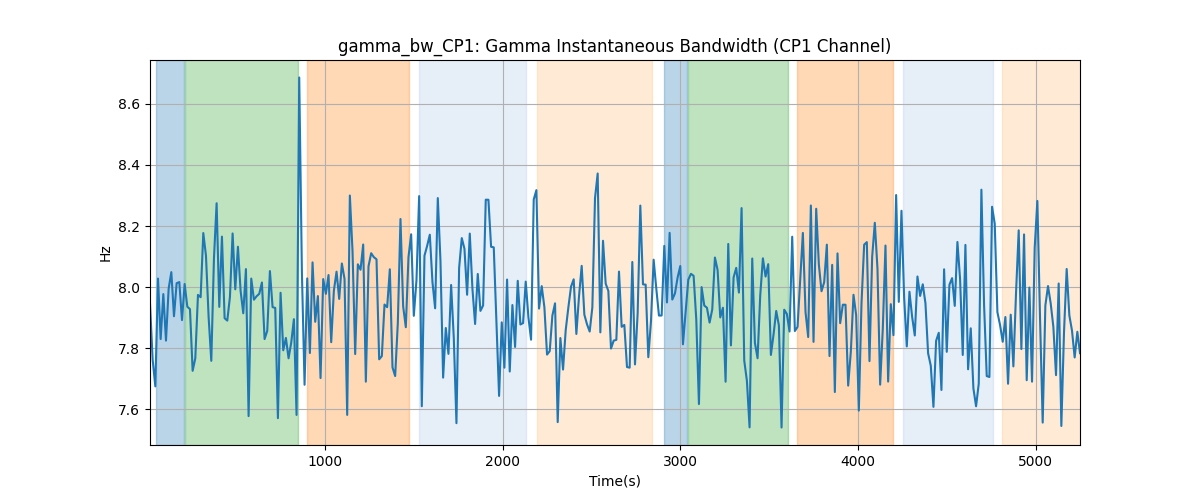 gamma_bw_CP1: Gamma Instantaneous Bandwidth (CP1 Channel)
8.6
8.4
8.2
8.0
7.8
7.6
Hz
1000 2000 3000 4000 5000
Time(s)